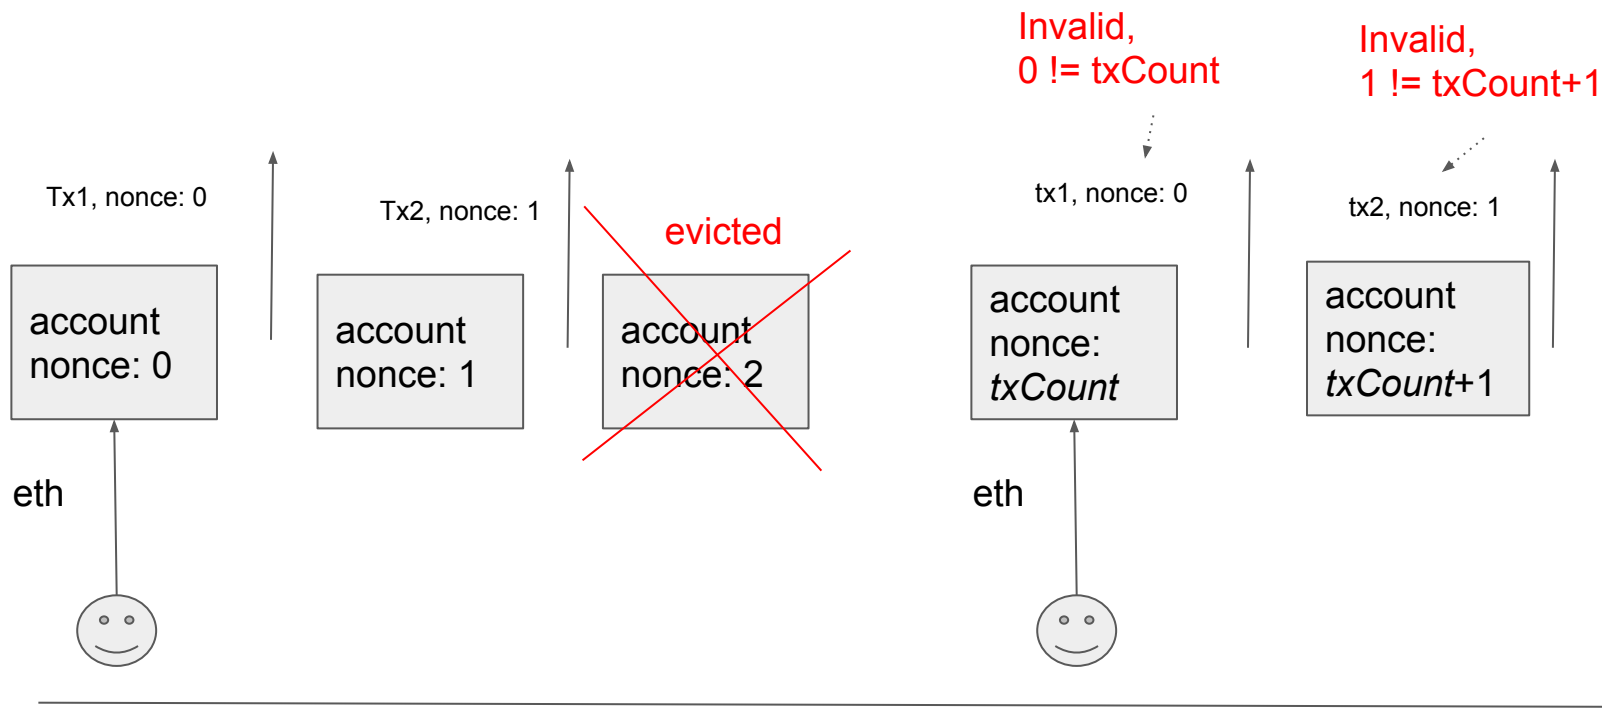 Invalid,
0 != txCount
Invalid,
1 != txCount+1
Tx1, nonce: 0
Tx2, nonce: 1
evicted
tx1, nonce: 0
tx2, nonce: 1
account
nonce: 0
account
nonce: 1
account
nonce: 2
account
nonce:
txCount
account
nonce:
txCount+1
eth
eth